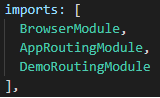 imports: [
  BrowserModule,
  AppRoutingModule,
  DemoRoutingModule
],